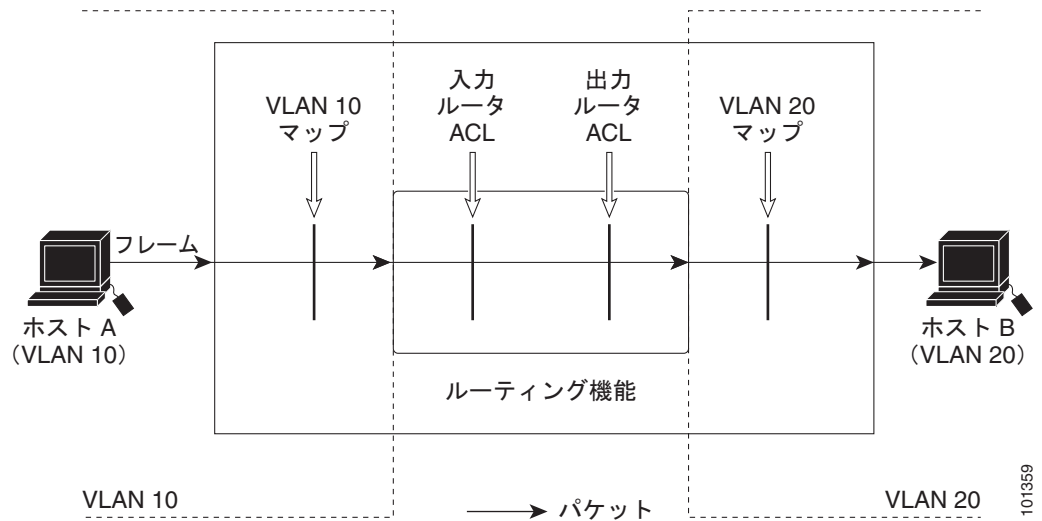 VLAN 10
マップ
入力
ルータ
ACL
出力
ルータ
ACL
VLAN 20
マップ
フレーム
ホスト A
（VLAN 10）
ホスト B
（VLAN 20）
ルーティング機能
VLAN 10
パケット
VLAN 20
101359